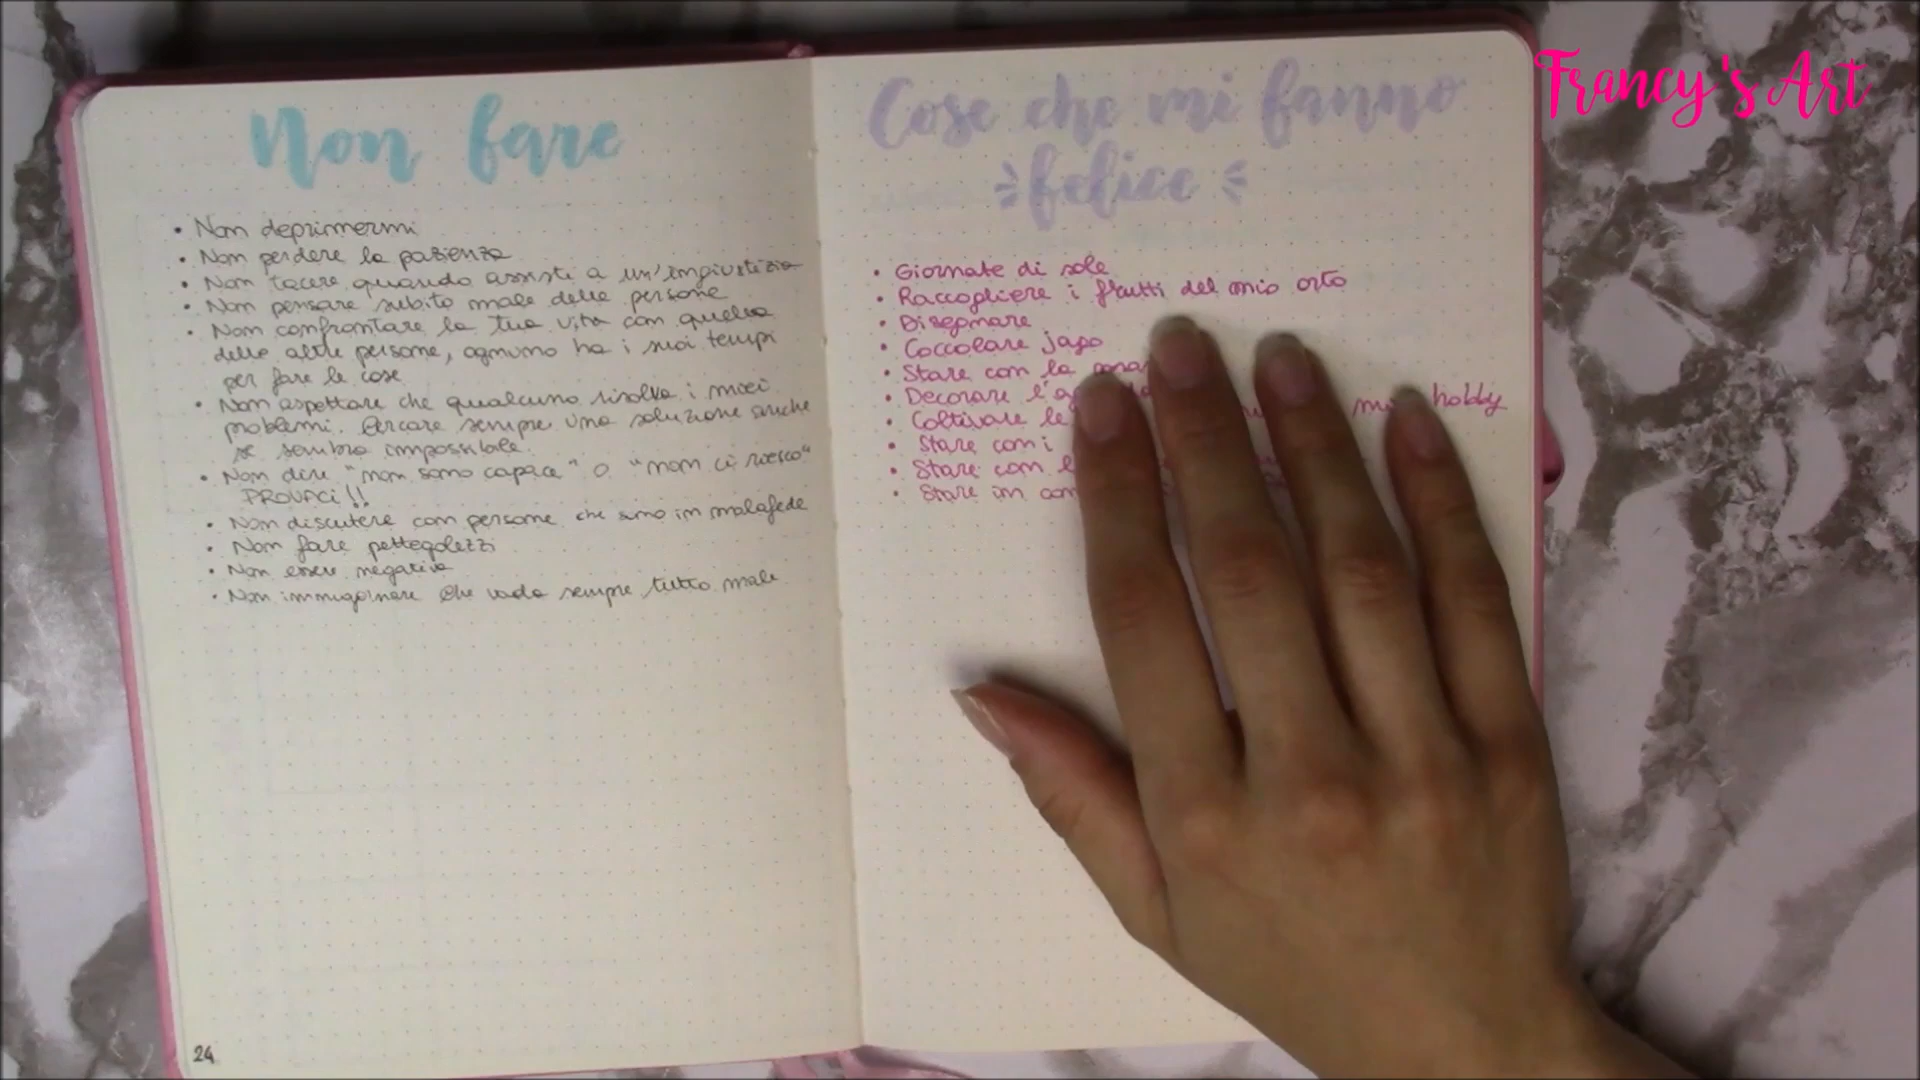 Non fare
• Non deprimermi
• Non perdere la pazienza
• Non tacere quando assisti a un'ingiustizia
• Non pensare subito male delle persone
• Non confrontare la tua vita con quella
delle altre persone, ognuno ha i suoi tempi
per fare le cose
• Non aspettare che qualcuno risolva i miei
problemi. Cercare sempre una soluzione anche
se sembra impossibile.
• Non dire "non sono capace" o "non ci riesco"
PROVACI!!
• Non discutere con persone che sono in malafede
• Non fare pettegolezzi
• Non essere negativa
• Non immaginare che vada sempre tutto male
24
Cose che mi fanno
felice
• Giornate di sole
• Raccogliere i frutti del mio orto
• Disegnare
• Coccolare Jago
• Stare con la
• Decorare
• Coltivare le hobby
• Stare con i
• Stare con
• Stare in
Francy's Art